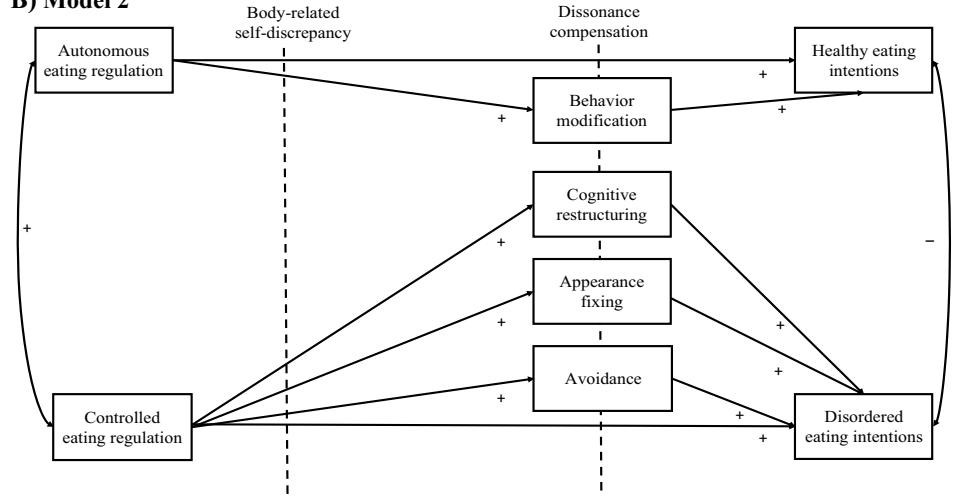 B) Model 2
Body-related
self-discrepancy
Dissonance
compensation
Autonomous
eating regulation
Healthy eating
intentions
+
Behavior
modification
+
+
Cognitive
restructuring
+
+
-
Appearance
fixing
+
+
Avoidance
+
+
Controlled
eating regulation
+
+
Disordered
eating intentions